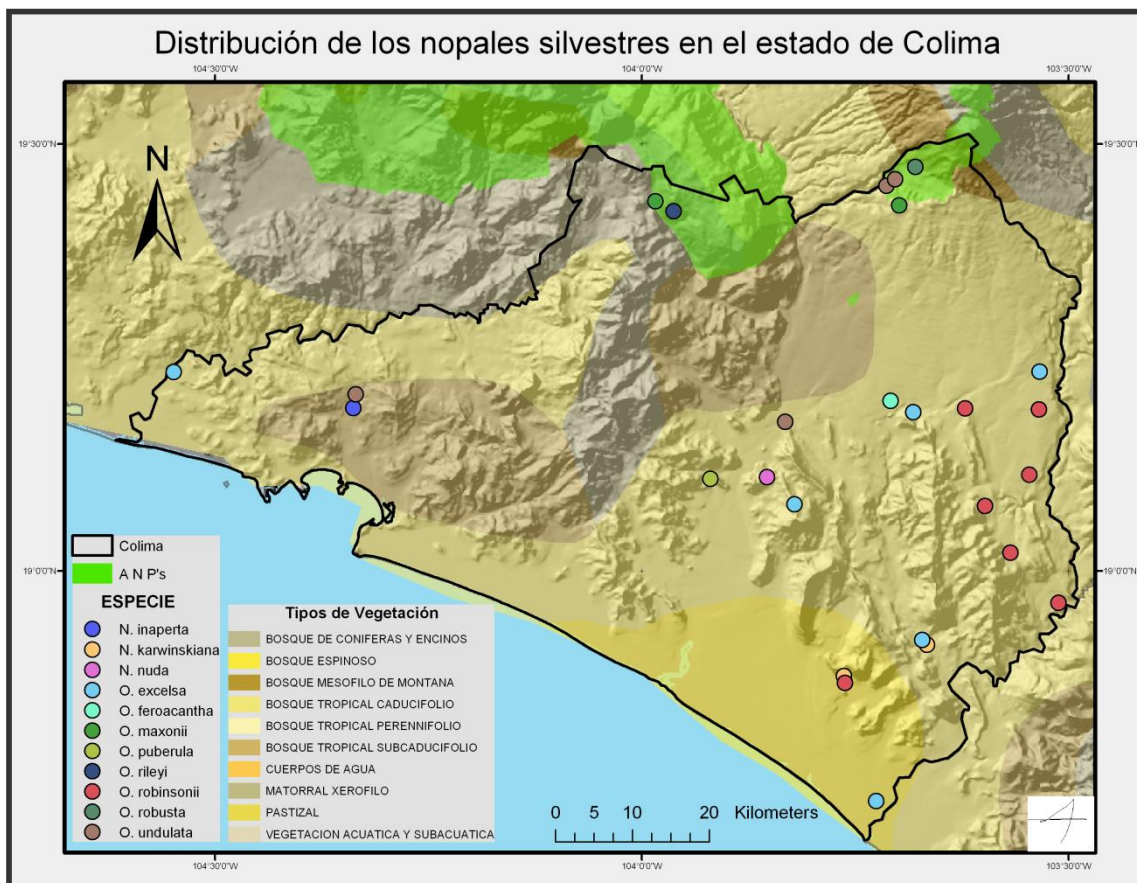 Distribución de los nopales silvestres en el estado de Colima
104°30'0"W
104°0'0"W
103°30'0"W
19°30'0"N
19°30'0"N
N
19°0'0"N
19°0'0"N
Colima
A N P's
ESPECIE
N. inaperta
N. karwinskiana
N. nuda
O. excelsa
O. feroacantha
O. maxonii
O. puberula
O. rileyi
O. robinsonii
O. robusta
O. undulata
Tipos de Vegetación
BOSQUE DE CONIFERAS Y ENCINOS
BOSQUE ESPINOSO
BOSQUE MESOFILO DE MONTANA
BOSQUE TROPICAL CADUCIFOLIO
BOSQUE TROPICAL PERENNIFOLIO
BOSQUE TROPICAL SUBCADUCIFOLIO
CUERPOS DE AGUA
MATORRAL XEROFILO
PASTIZAL
VEGETACION ACUATICA Y SUBACUATICA
0 5 10 20 Kilometers
104°30'0"W
104°0'0"W
103°30'0"W